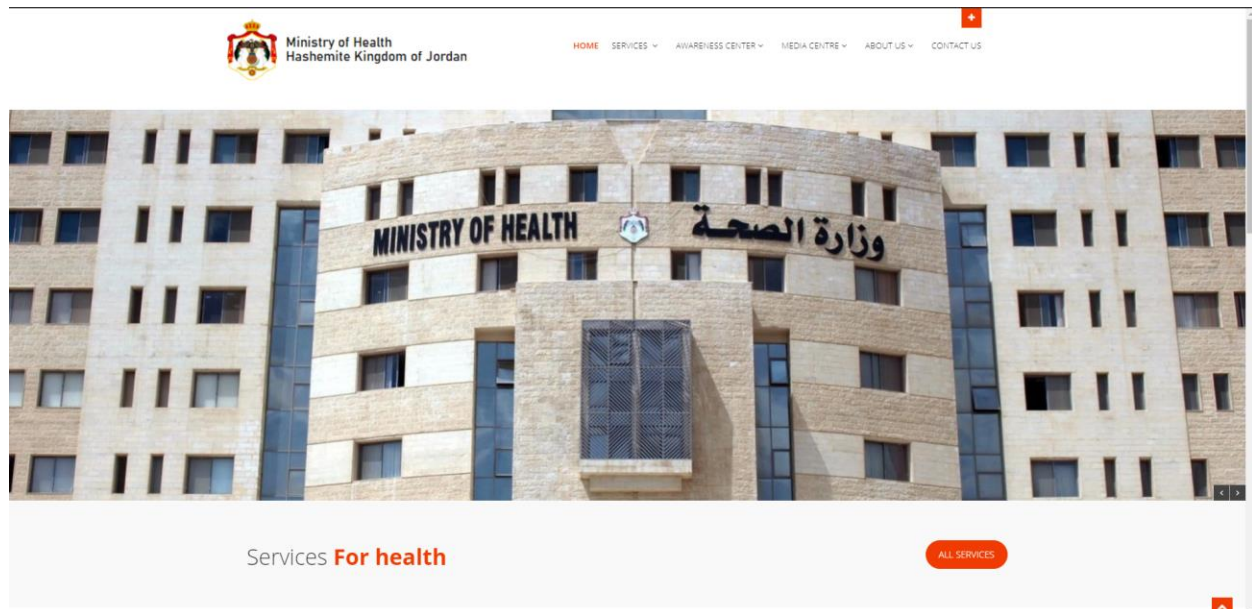 Ministry of Health
Hashemite Kingdom of Jordan
HOME SERVICES AWARENESS CENTER MEDIA CENTRE ABOUT US CONTACT US
MINISTRY OF HEALTH وزارة الصحة
Services For health
ALL SERVICES